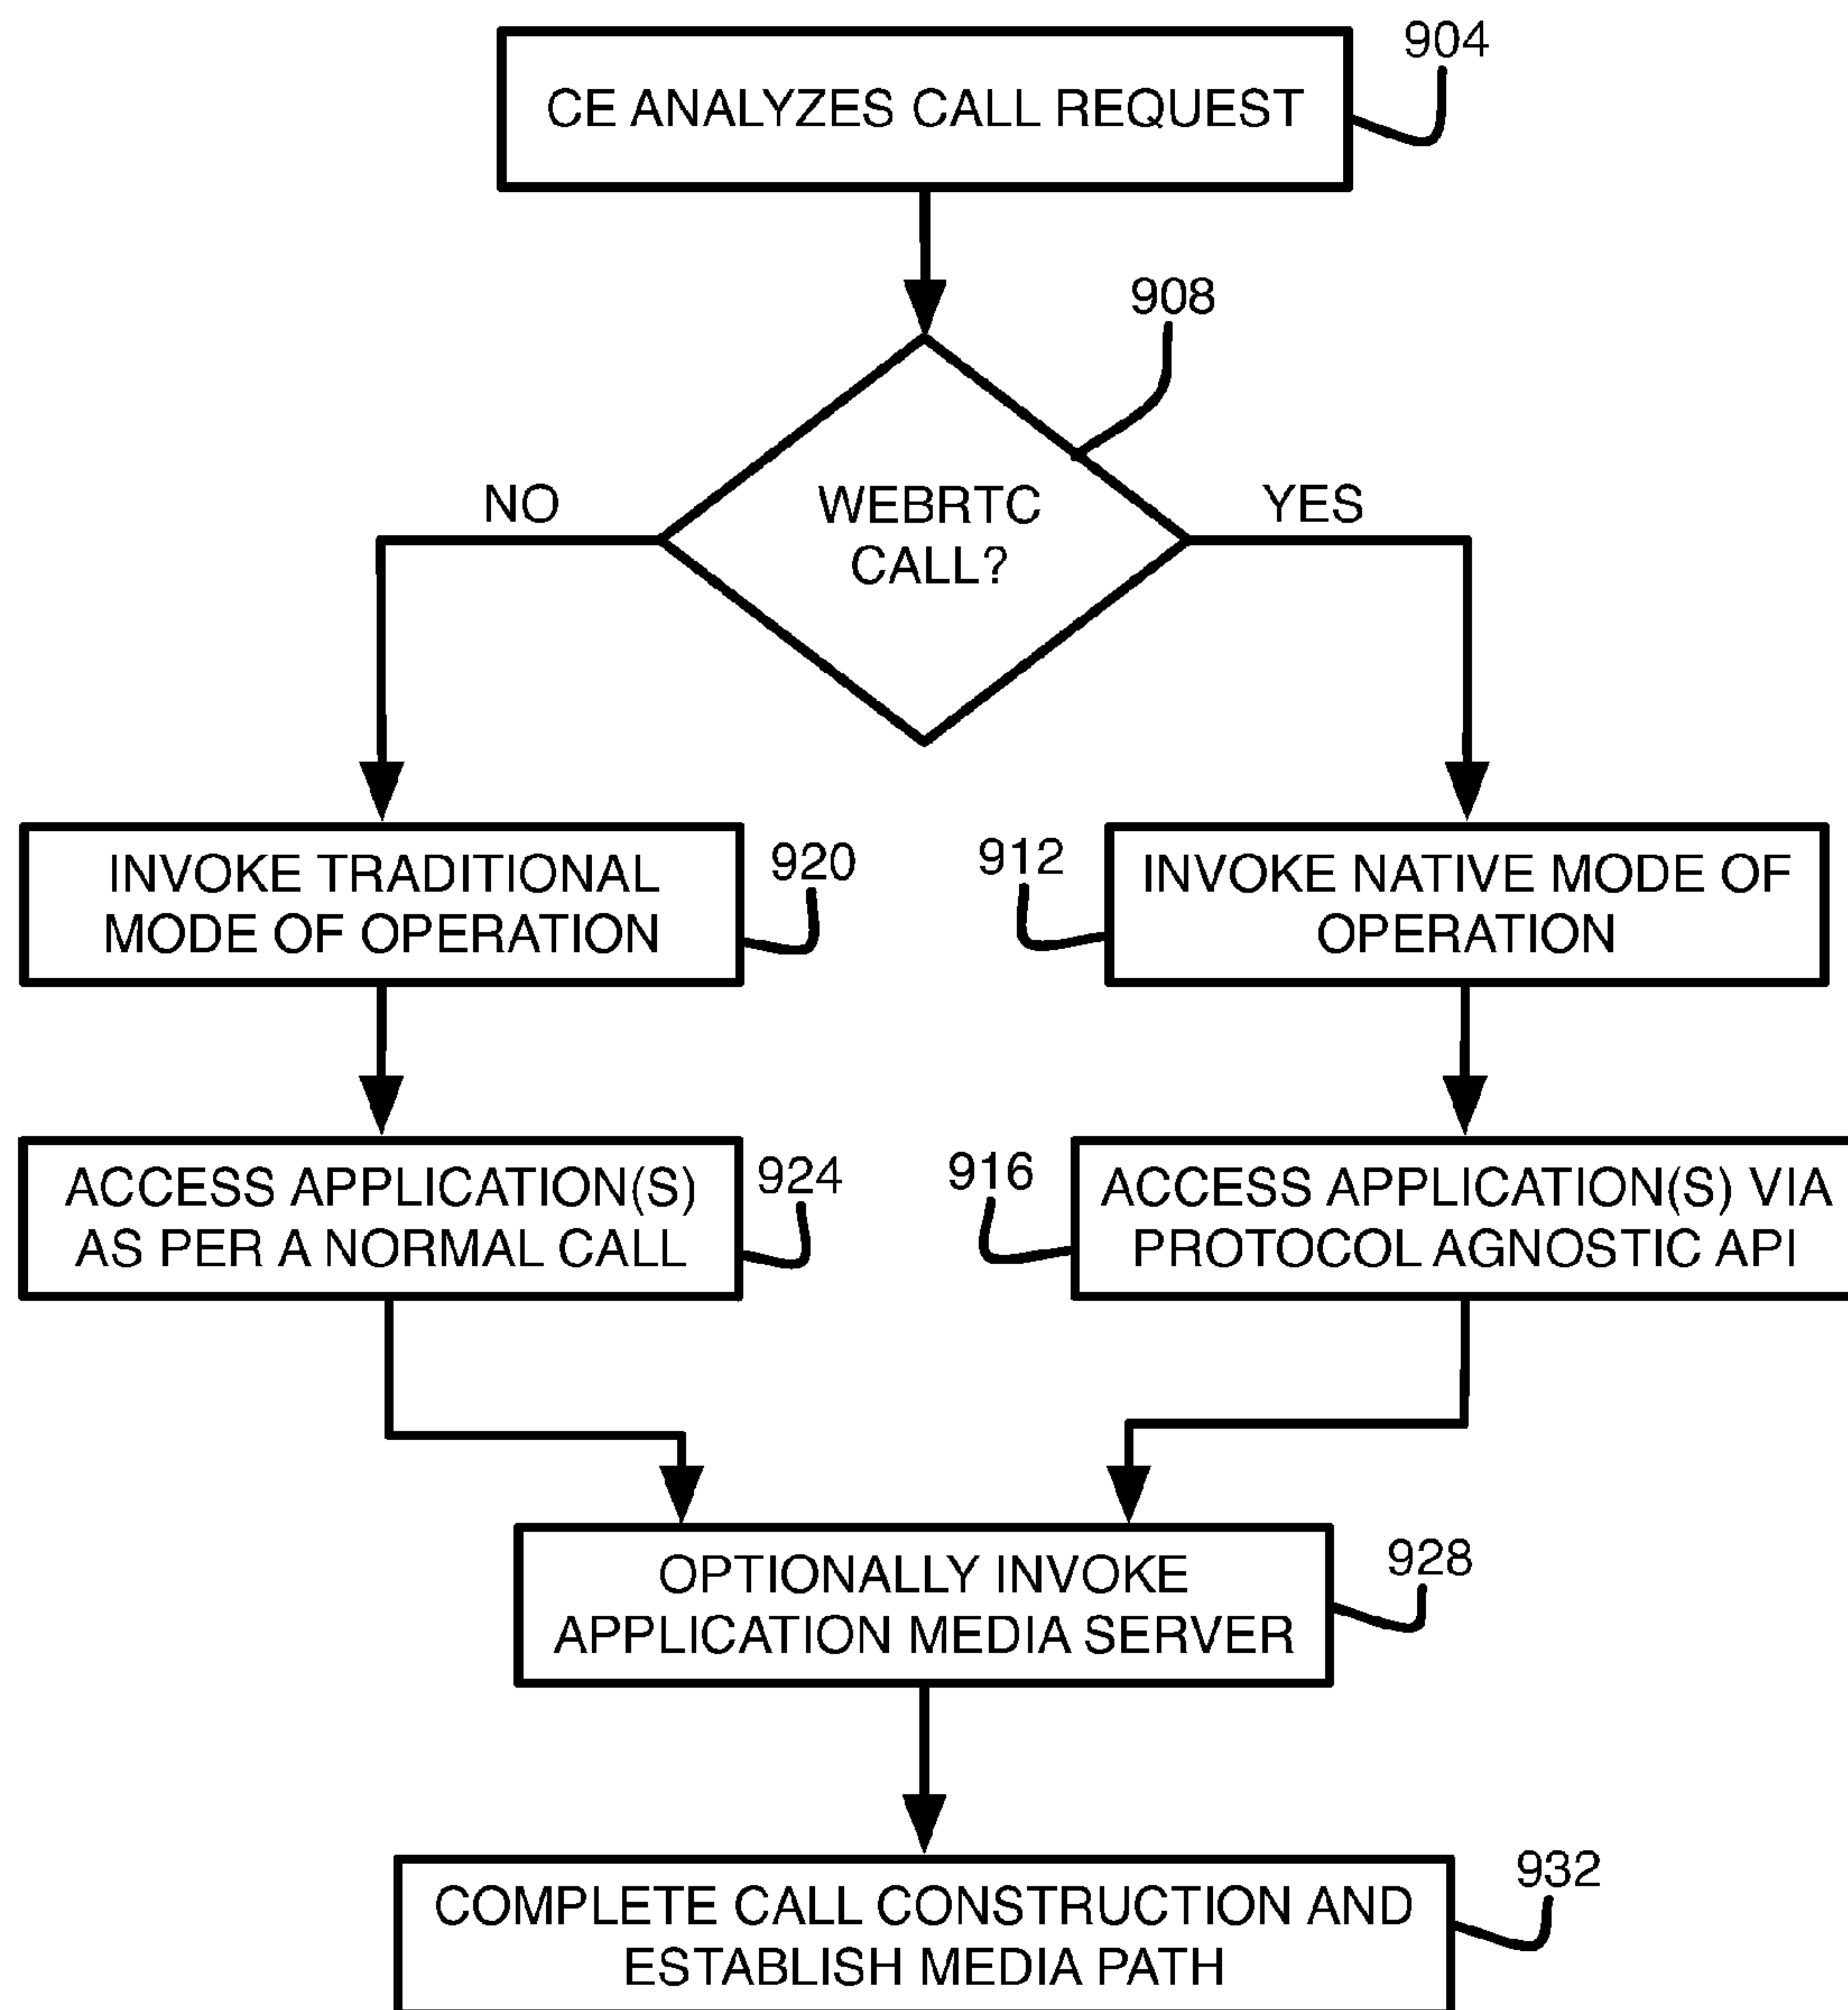 904
CE ANALYZES CALL REQUEST
908
NO
WEBRTC
CALL?
YES
INVOKE TRADITIONAL
MODE OF OPERATION
920
912
INVOKE NATIVE MODE OF
OPERATION
ACCESS APPLICATION(S)
AS PER A NORMAL CALL
924
916
ACCESS APPLICATION(S) VIA
PROTOCOL AGNOSTIC API
OPTIONALLY INVOKE
APPLICATION MEDIA SERVER
928
COMPLETE CALL CONSTRUCTION AND
ESTABLISH MEDIA PATH
932